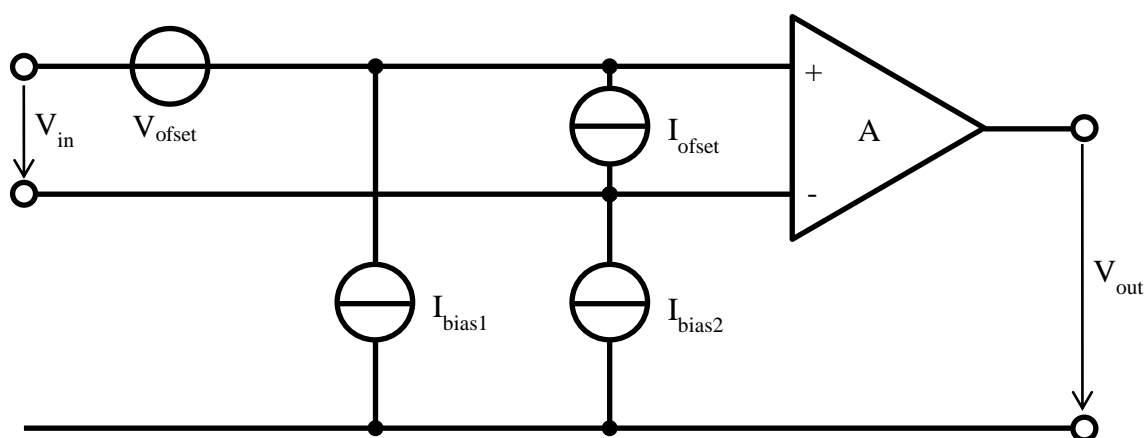 +
V_in
V_ofset
I_ofset
A
-
I_bias1
I_bias2
V_out